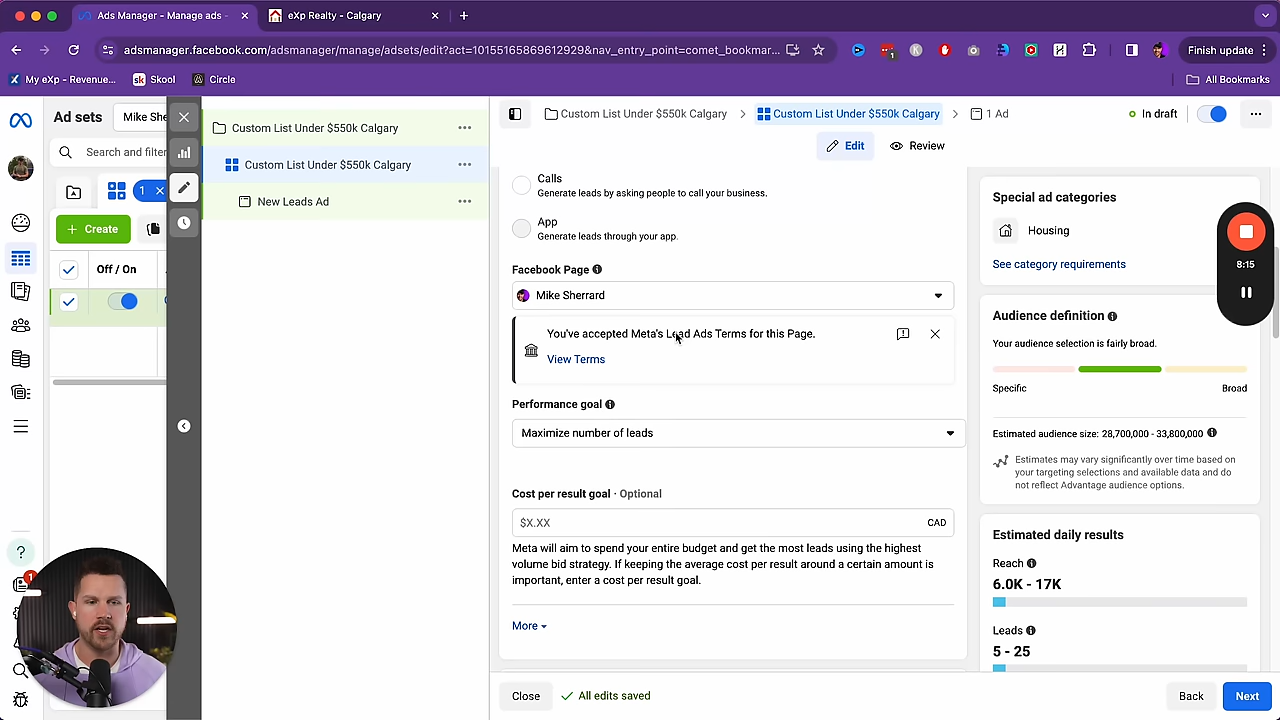 Ads Manager - Manage ads -
eXp Realty - Calgary
adsmanager.facebook.com/adsmanager/manage/adsets/edit?act=10155165869612929&nav_entry_point=comet_bookmar...
Finish update
My eXp - Revenue...
Skool
Circle
All Bookmarks
Ad sets
Mike She
Search and filter
1
Create
Off / On
Custom List Under $550k Calgary
Custom List Under $550k Calgary
New Leads Ad
Custom List Under $550k Calgary
Custom List Under $550k Calgary
1 Ad
In draft
Edit
Review
Calls
Generate leads by asking people to call your business.
App
Generate leads through your app.
Facebook Page
Mike Sherrard
You've accepted Meta's Lead Ads Terms for this Page.
View Terms
Performance goal
Maximize number of leads
Cost per result goal · Optional
$X.XX
CAD
Meta will aim to spend your entire budget and get the most leads using the highest
volume bid strategy. If keeping the average cost per result around a certain amount is
important, enter a cost per result goal.
More
Special ad categories
Housing
See category requirements
Audience definition
Your audience selection is fairly broad.
Specific
Broad
Estimated audience size: 28,700,000 - 33,800,000
Estimates may vary significantly over time based on
your targeting selections and available data and do
not reflect Advantage audience options.
Estimated daily results
Reach
6.0K - 17K
Leads
5 - 25
8:15
Close
All edits saved
Back
Next